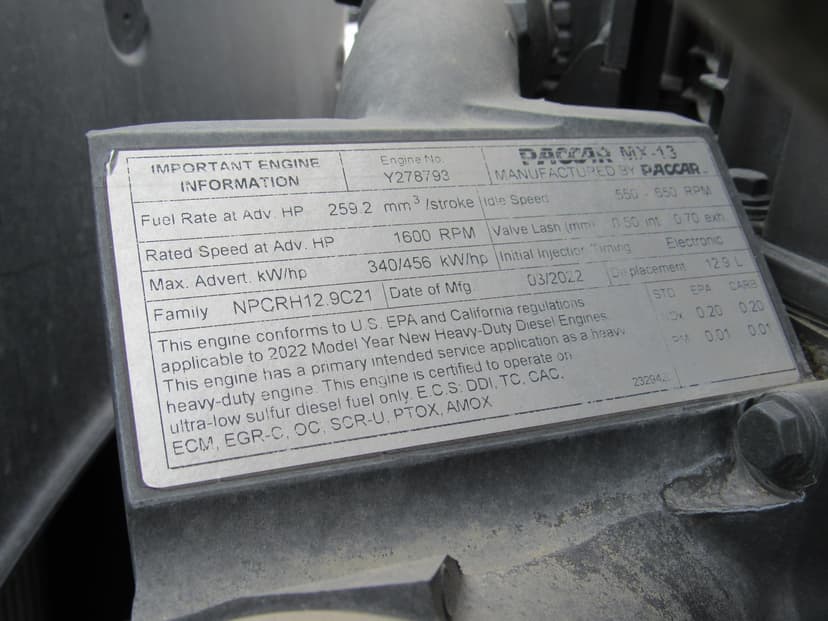 IMPORTANT ENGINE INFORMATION
Engine No. Y278793
PACCAR MX-13
MANUFACTURED BY PACCAR
Fuel Rate at Adv. HP 259.2 mm³/stroke
Idle Speed 550 - 650 RPM
Rated Speed at Adv. HP 1600 RPM
Valve Lash (mm) 0.50 int 0.70 exh
Max. Advert. kW/hp 340/456 kW/hp
Initial Injection Timing Electronic
Family NPCRH12.9C21
Date of Mfg 03/2022
Displacement 12.9 L
This engine conforms to U.S. EPA and California regulations
applicable to 2022 Model Year New Heavy-Duty Diesel Engines.
This engine has a primary intended service application as a heavy
heavy-duty engine. This engine is certified to operate on
ultra-low sulfur diesel fuel only. E.C.S: DDI, TC, CAC,
ECM, EGR-C, OC, SCR-U, PTOX, AMOX
STD EPA CARB
NOx 0.20 0.20
PM 0.01 0.01